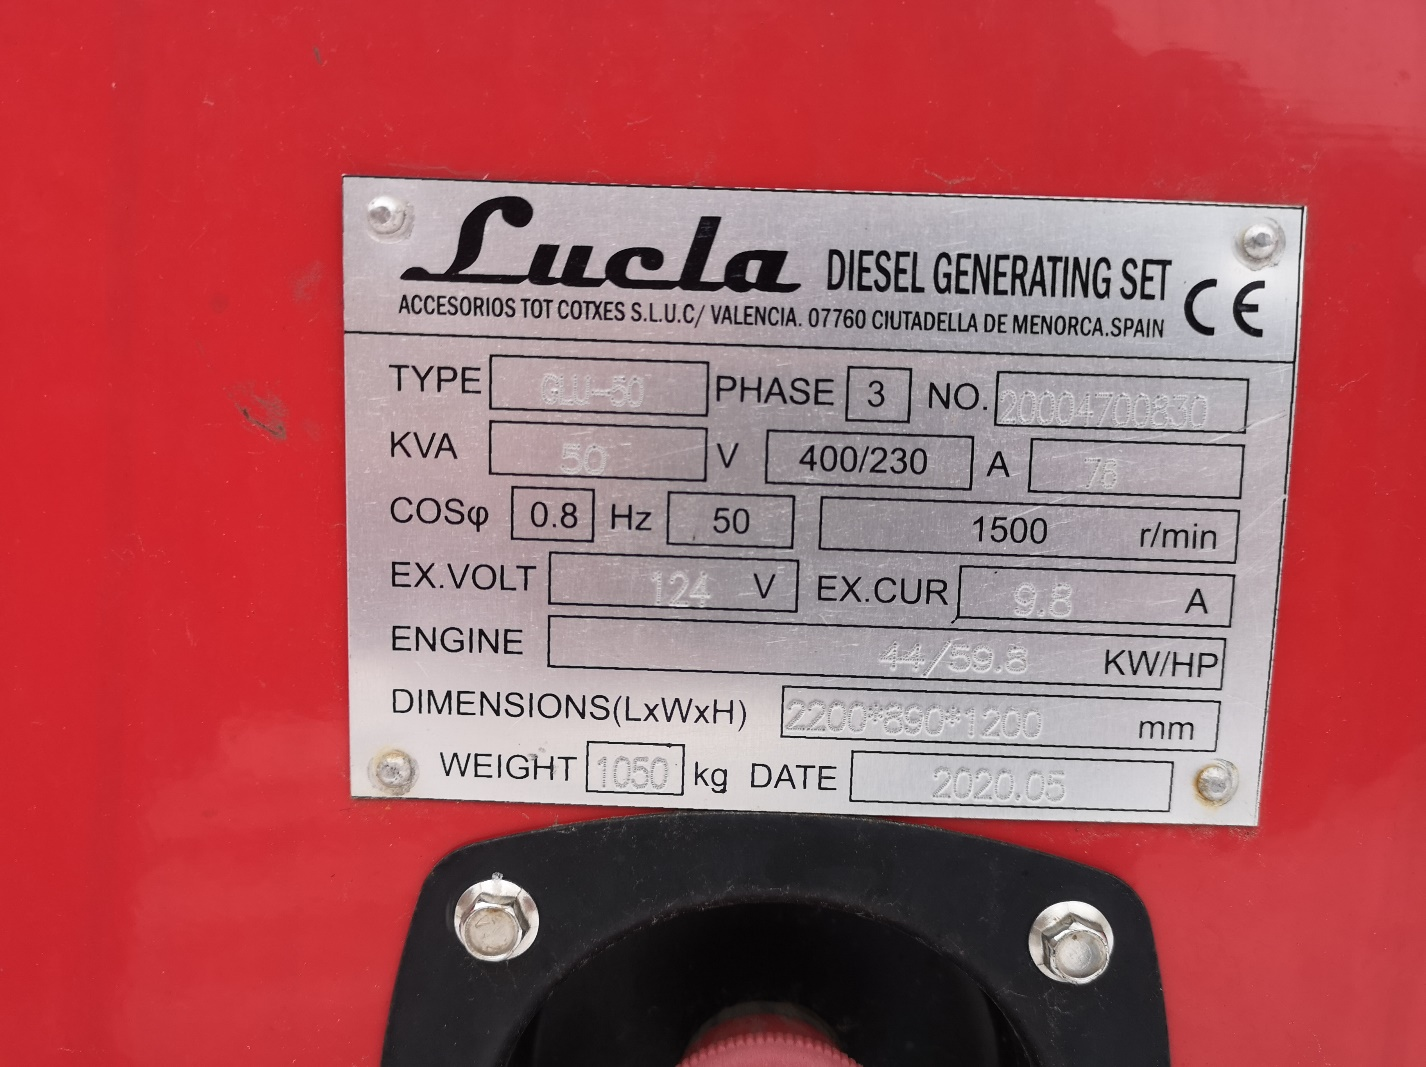 Lucla DIESEL GENERATING SET CE
ACCESORIOS TOT COTXES S.L.U.C/ VALENCIA. 07760 CIUTADELLA DE MENORCA.SPAIN
TYPE GLU-50 PHASE 3 NO. 20004700830
KVA 50 V 400/230 A 76
COSφ 0.8 Hz 50 1500 r/min
EX.VOLT 124 V EX.CUR 9.8 A
ENGINE 44/59.8 KW/HP
DIMENSIONS(LxWxH) 2200*890*1200 mm
WEIGHT 1050 kg DATE 2020.05